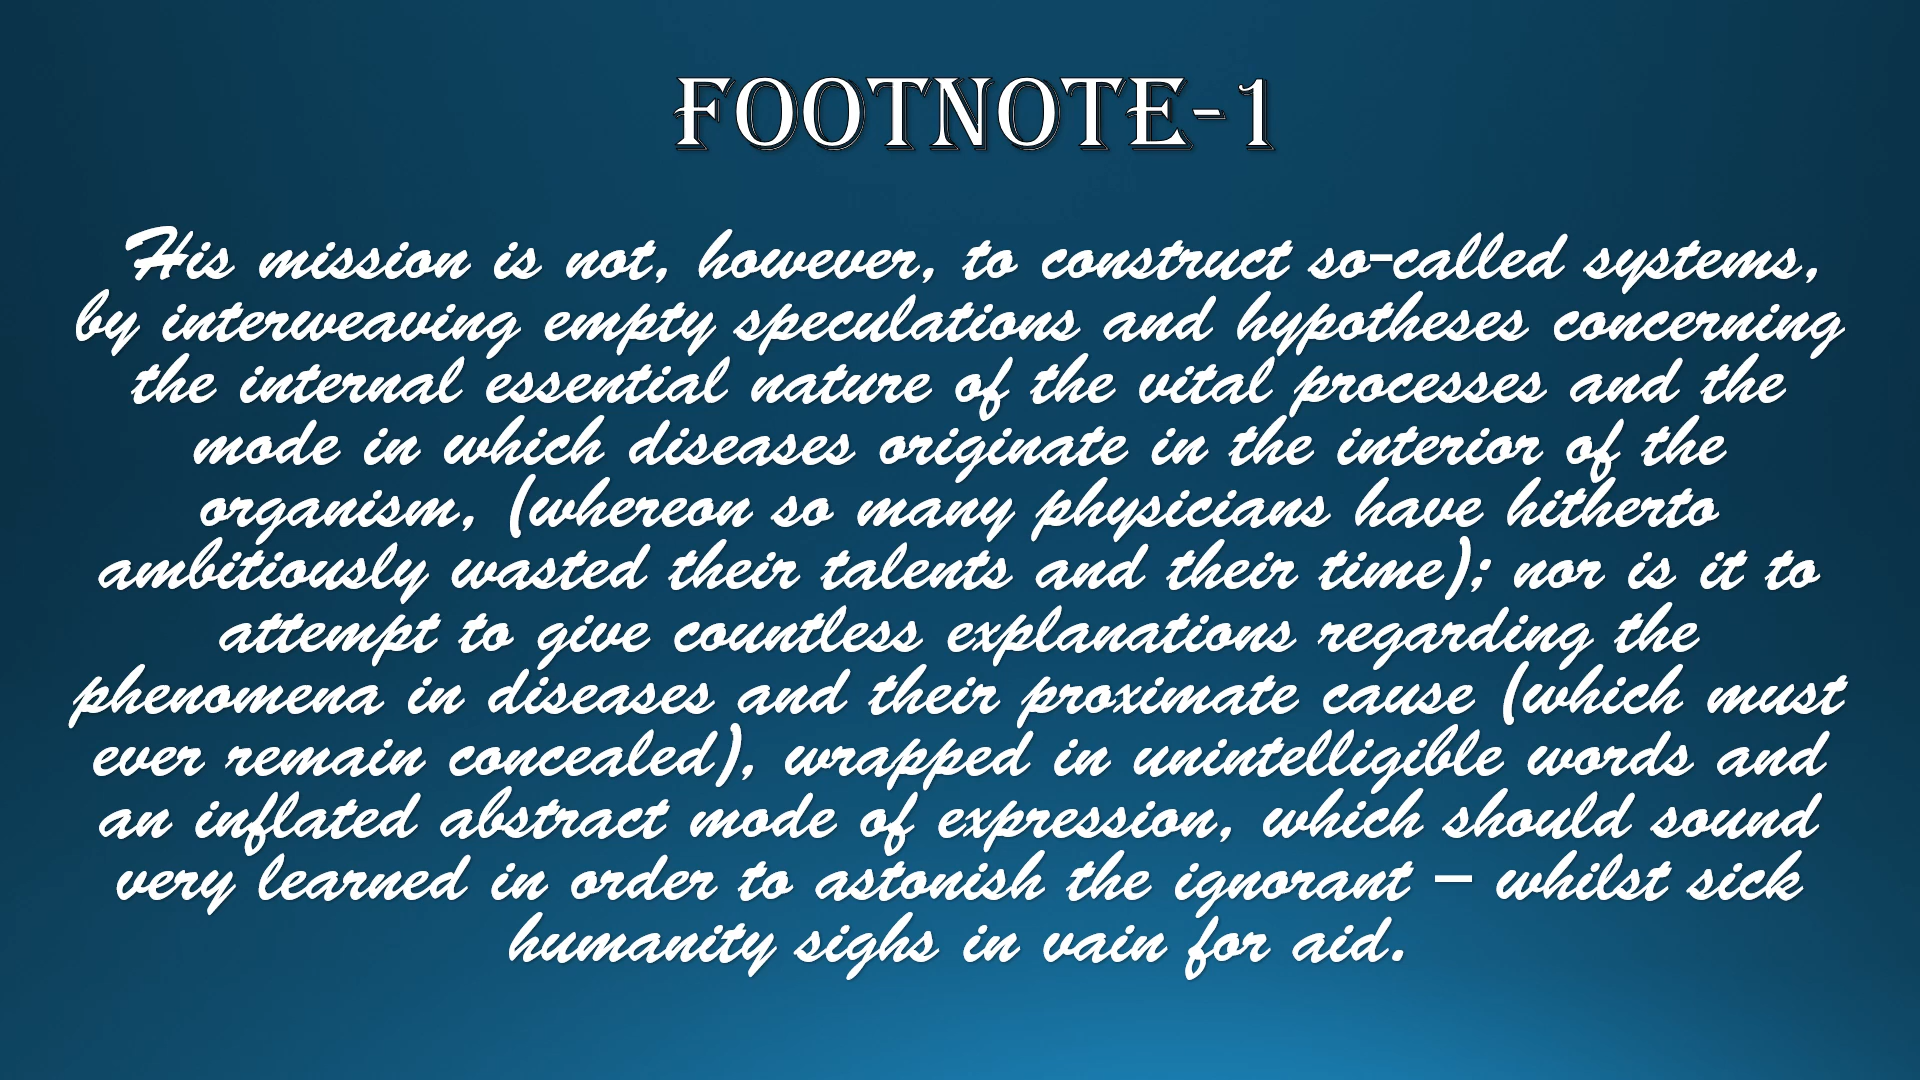 FOOTNOTE-1
His mission is not, however, to construct so-called systems,
by interweaving empty speculations and hypotheses concerning
the internal essential nature of the vital processes and the
mode in which diseases originate in the interior of the
organism, (whereon so many physicians have hitherto
ambitiously wasted their talents and their time); nor is it to
attempt to give countless explanations regarding the
phenomena in diseases and their proximate cause (which must
ever remain concealed), wrapped in unintelligible words and
an inflated abstract mode of expression, which should sound
very learned in order to astonish the ignorant – whilst sick
humanity sighs in vain for aid.